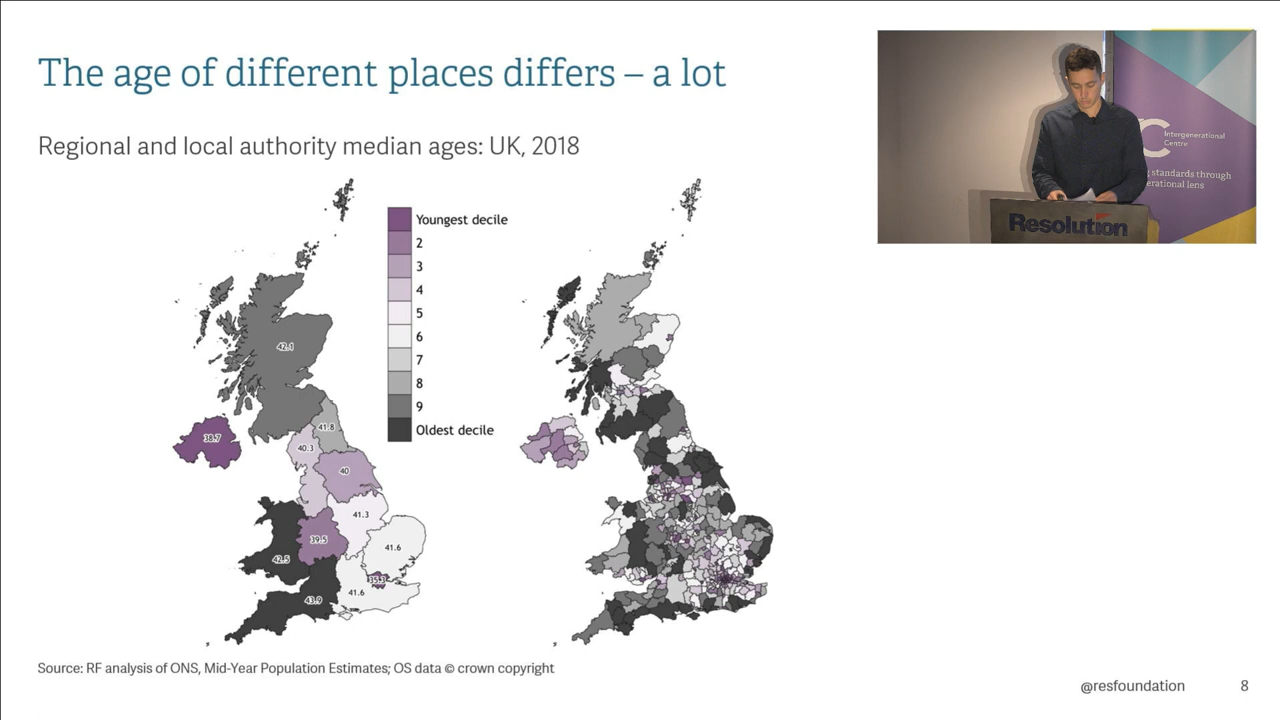 The age of different places differs – a lot
Regional and local authority median ages: UK, 2018
Youngest decile
2
3
4
5
6
7
8
9
Oldest decile
42.1
38.7
41.8
40.3
40
41.3
39.5
41.6
42.5
35.3
41.6
43.9
Intergenerational
Centre
g standards through
erational lens
Resolution
Source: RF analysis of ONS, Mid-Year Population Estimates; OS data © crown copyright
@resfoundation
8